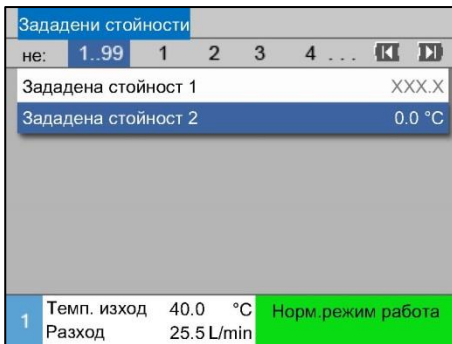 Зададени стойности
не: 1..99 1 2 3 4 ...
Зададена стойност 1 XXX.X
Зададена стойност 2 0.0 °C
1 Темп. изход 40.0 °C Норм.режим работа
Разход 25.5 L/min